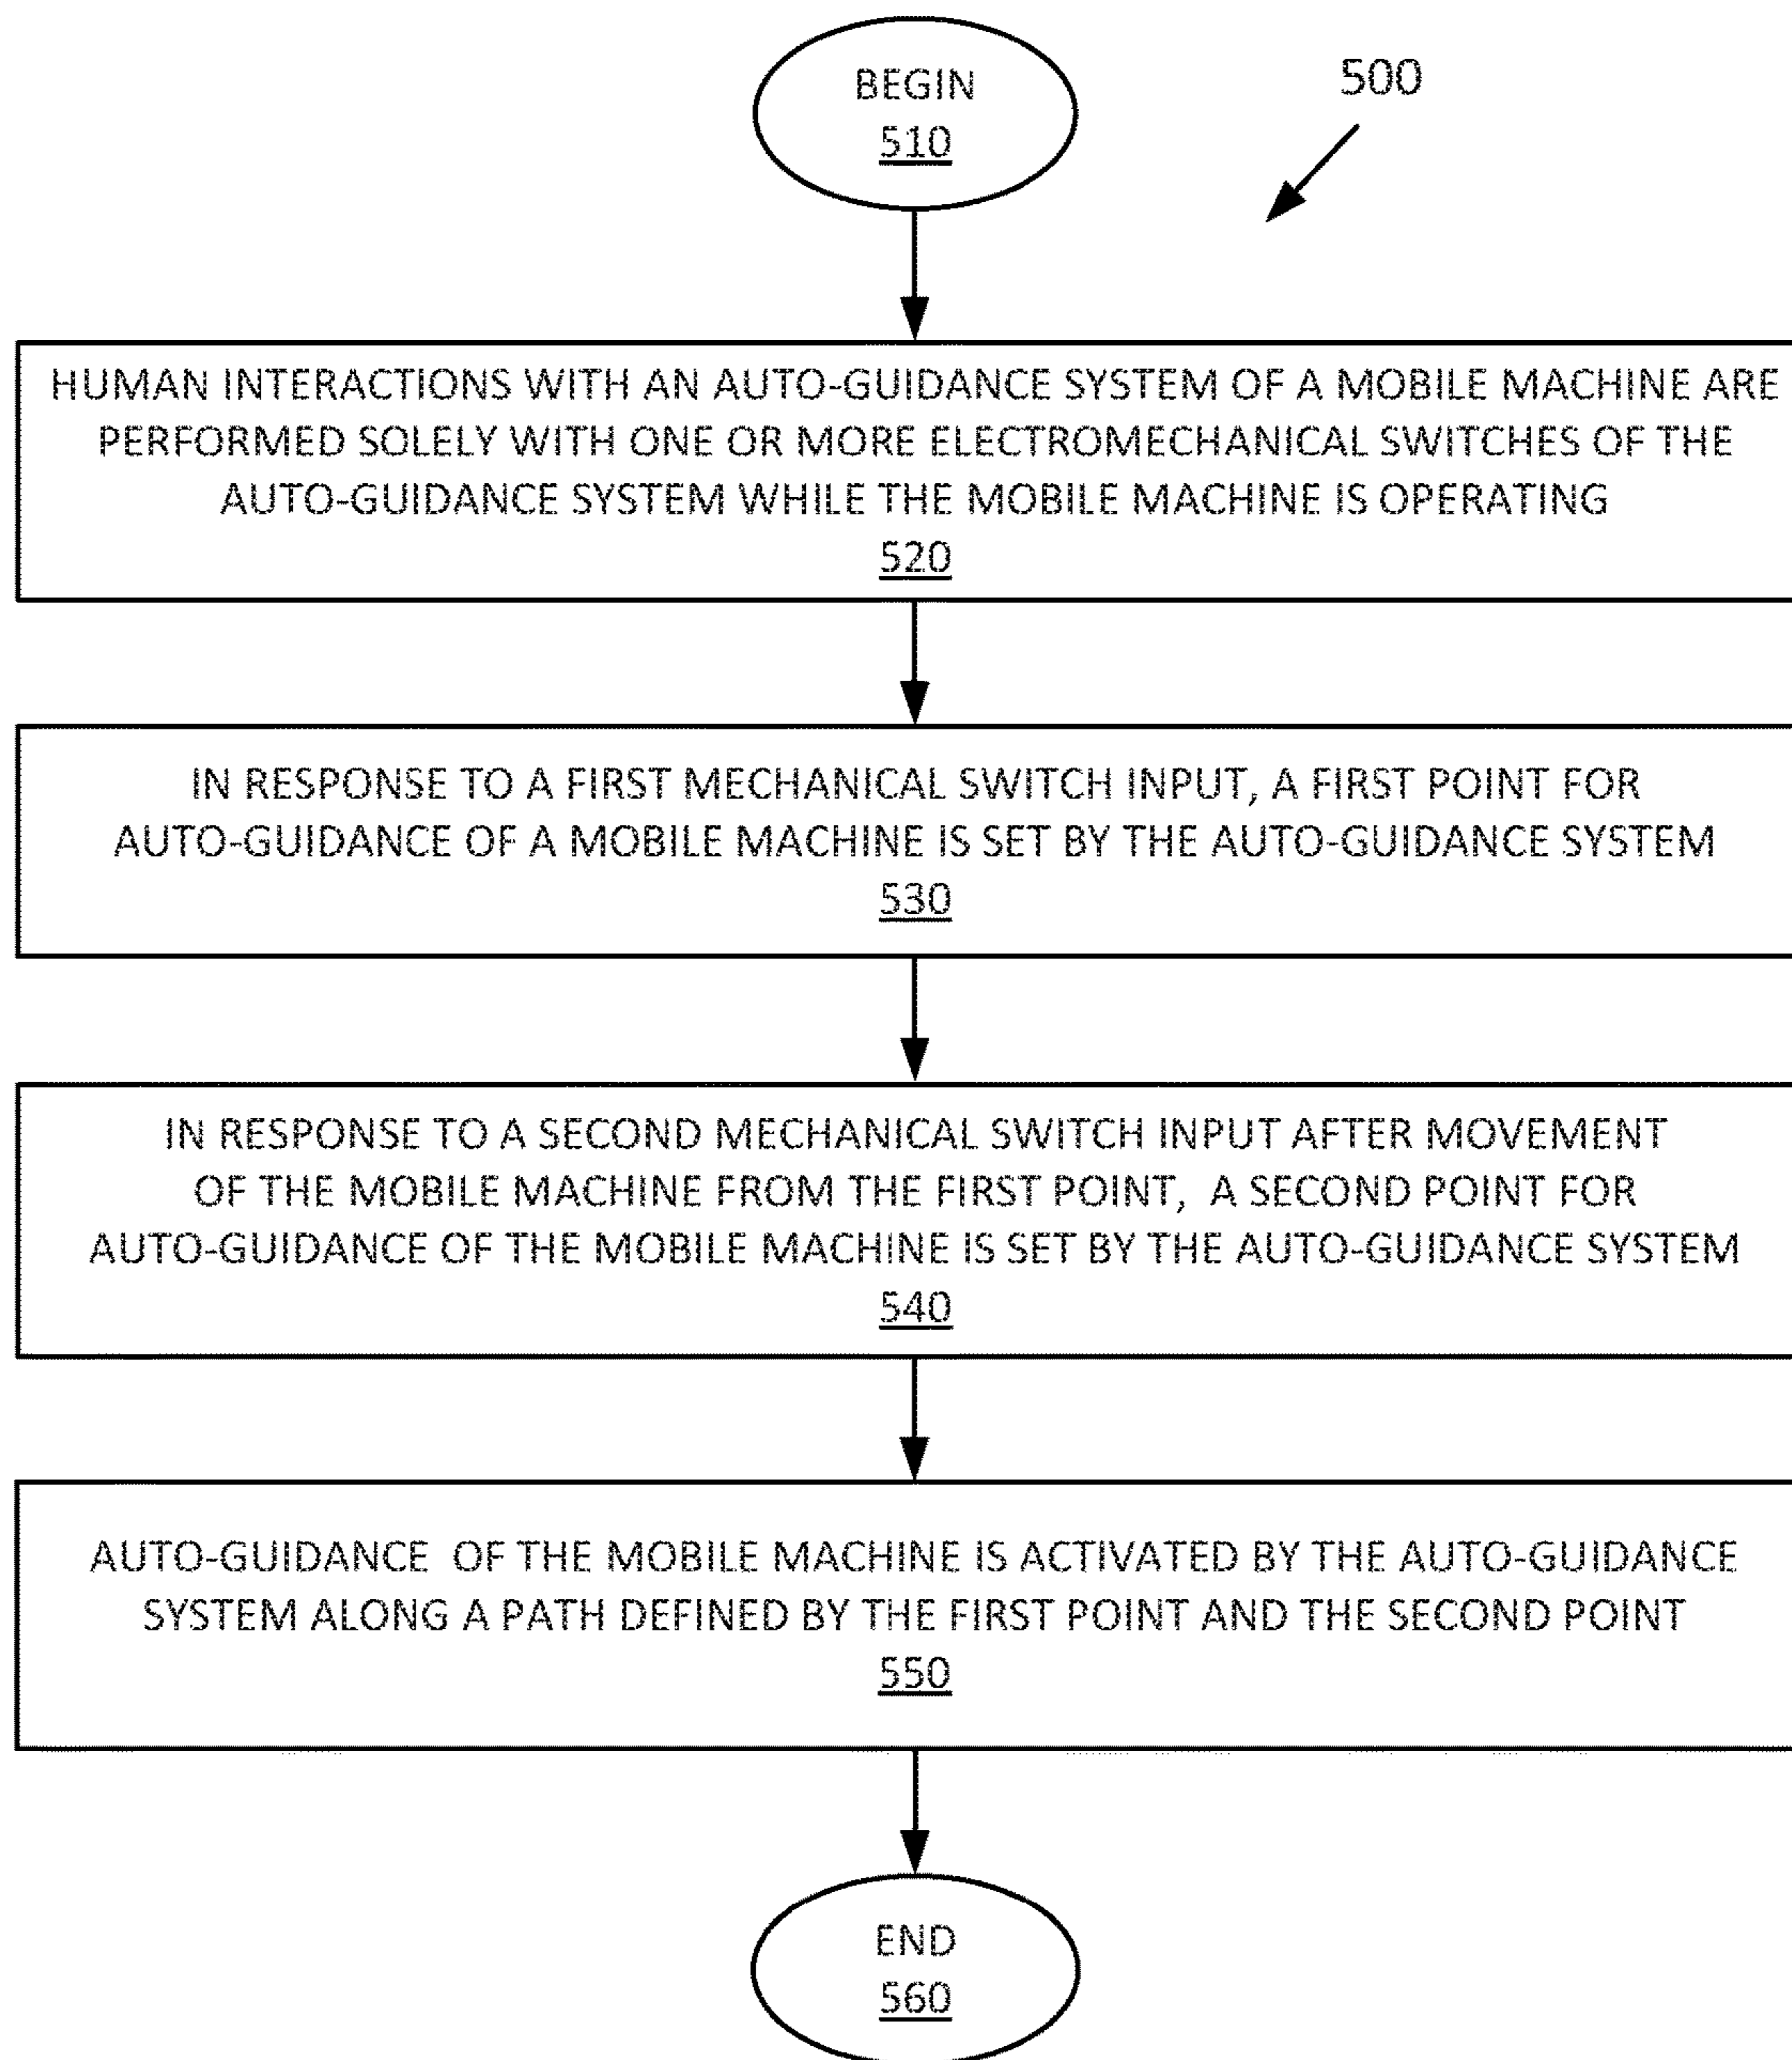 BEGIN
510
500
HUMAN INTERACTIONS WITH AN AUTO-GUIDANCE SYSTEM OF A MOBILE MACHINE ARE
PERFORMED SOLELY WITH ONE OR MORE ELECTROMECHANICAL SWITCHES OF THE
AUTO-GUIDANCE SYSTEM WHILE THE MOBILE MACHINE IS OPERATING
520
IN RESPONSE TO A FIRST MECHANICAL SWITCH INPUT, A FIRST POINT FOR
AUTO-GUIDANCE OF A MOBILE MACHINE IS SET BY THE AUTO-GUIDANCE SYSTEM
530
IN RESPONSE TO A SECOND MECHANICAL SWITCH INPUT AFTER MOVEMENT
OF THE MOBILE MACHINE FROM THE FIRST POINT, A SECOND POINT FOR
AUTO-GUIDANCE OF THE MOBILE MACHINE IS SET BY THE AUTO-GUIDANCE SYSTEM
540
AUTO-GUIDANCE OF THE MOBILE MACHINE IS ACTIVATED BY THE AUTO-GUIDANCE
SYSTEM ALONG A PATH DEFINED BY THE FIRST POINT AND THE SECOND POINT
550
END
560